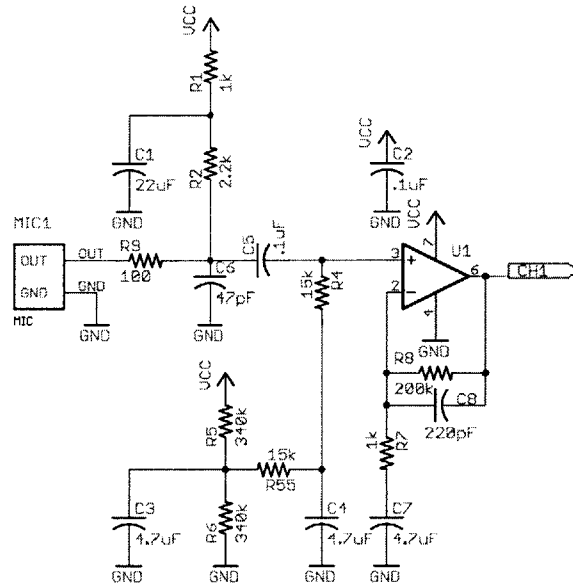 VCC
R1
1k
C1
22uF
GND
R2
2.2k
VCC
C2
.1uF
GND
MIC1
OUT
GND
MIC
OUT
GND
GND
R9
100
C6
47pF
GND
C5
.1uF
15k
R4
VCC
7
U1
3
+
2
-
6
4
GND
CH1
R8
200k
C8
220pF
1k
R7
VCC
R5
340k
15k
R55
C3
4.7uF
GND
R6
340k
GND
C4
4.7uF
GND
C7
4.7uF
GND